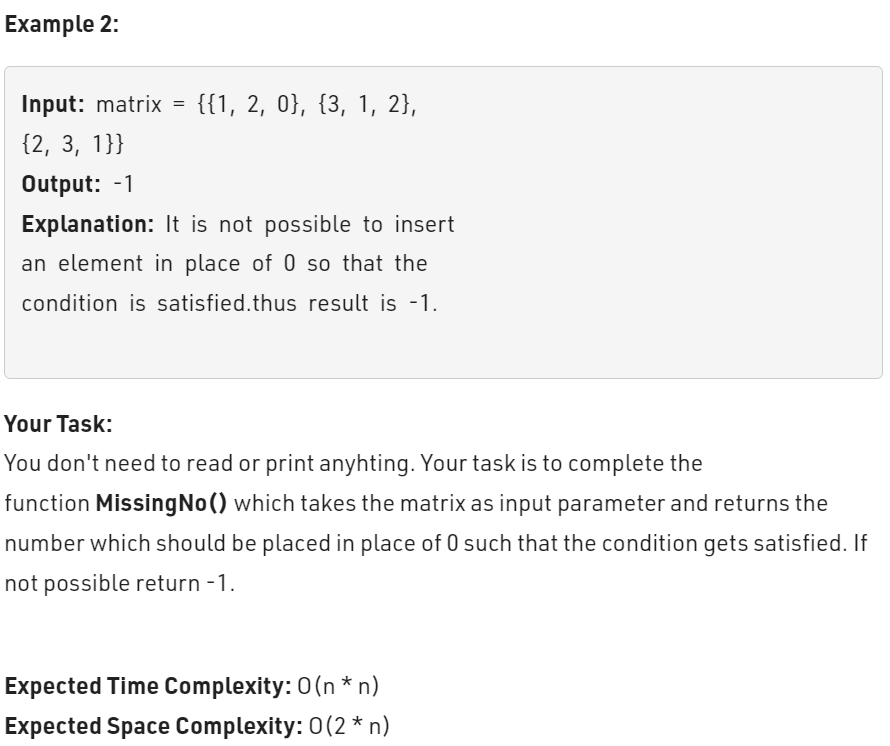 Example 2:
Input: matrix = {{1, 2, 0}, {3, 1, 2},
{2, 3, 1}}
Output: -1
Explanation: It is not possible to insert
an element in place of 0 so that the
condition is satisfied.thus result is -1.
Your Task:
You don't need to read or print anyhting. Your task is to complete the
function MissingNo() which takes the matrix as input parameter and returns the
number which should be placed in place of 0 such that the condition gets satisfied. If
not possible return -1.
Expected Time Complexity: O(n * n)
Expected Space Complexity: O(2 * n)